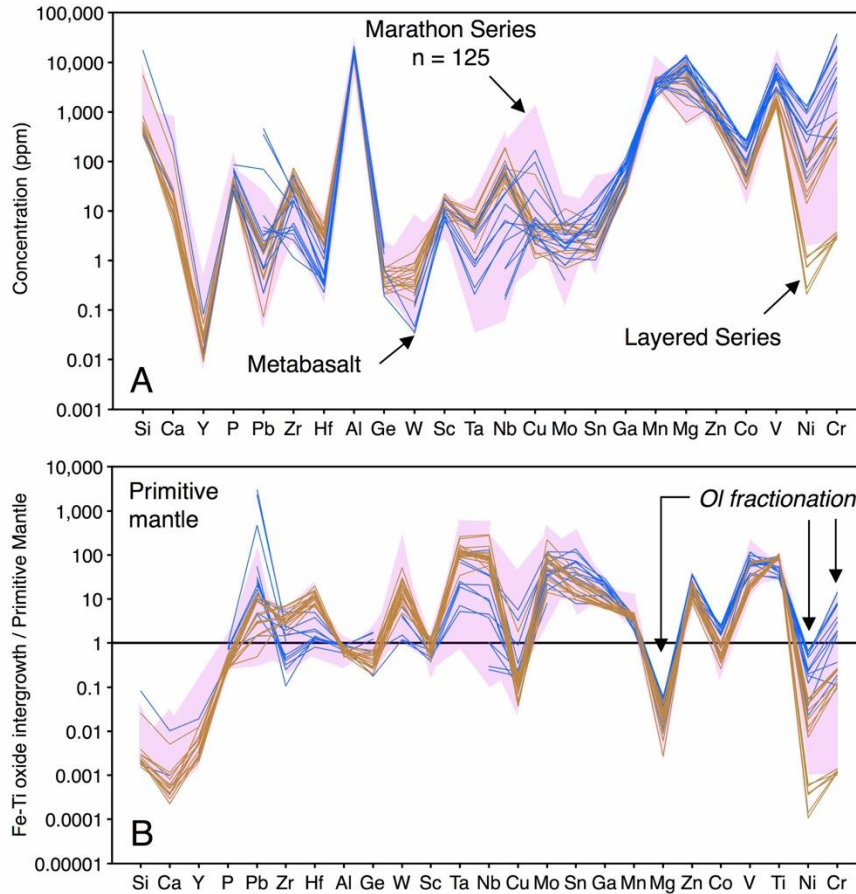 100,000
10,000
1,000
100
10
1
0.1
0.01
0.001
Concentration (ppm)
Marathon Series
n = 125
Metabasalt
Layered Series
A
Si Ca Y P Pb Zr Hf Al Ge W Sc Ta Nb Cu Mo Sn Ga Mn Mg Zn Co V Ni Cr
10,000
1,000
100
10
1
0.1
0.01
0.001
0.0001
0.00001
Fe-Ti oxide intergrowth / Primitive Mantle
Primitive
mantle
Ol fractionation
B
Si Ca Y P Pb Zr Hf Al Ge W Sc Ta Nb Cu Mo Sn Ga Mn Mg Zn Co V Ti Ni Cr